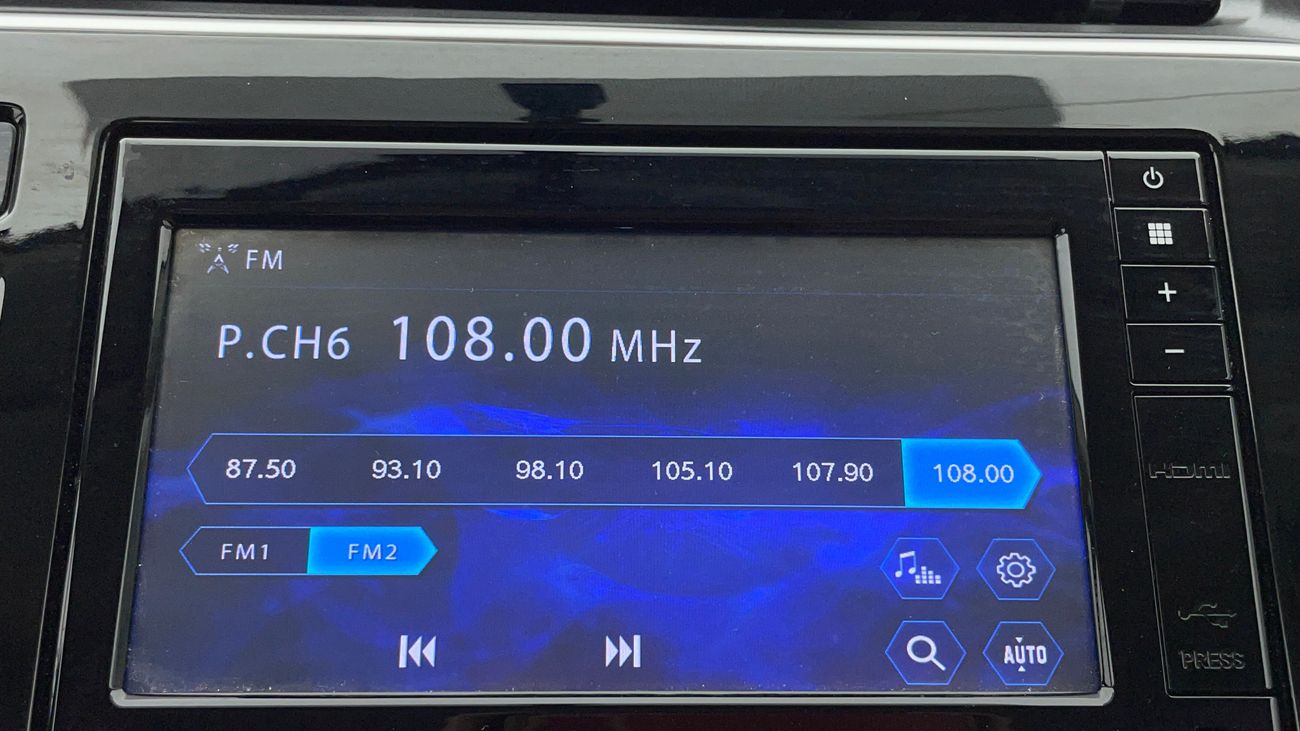 FM
P.CH6 108.00 MHz
87.50 93.10 98.10 105.10 107.90 108.00
FM1 FM2
AUTO
HDMI
PRESS